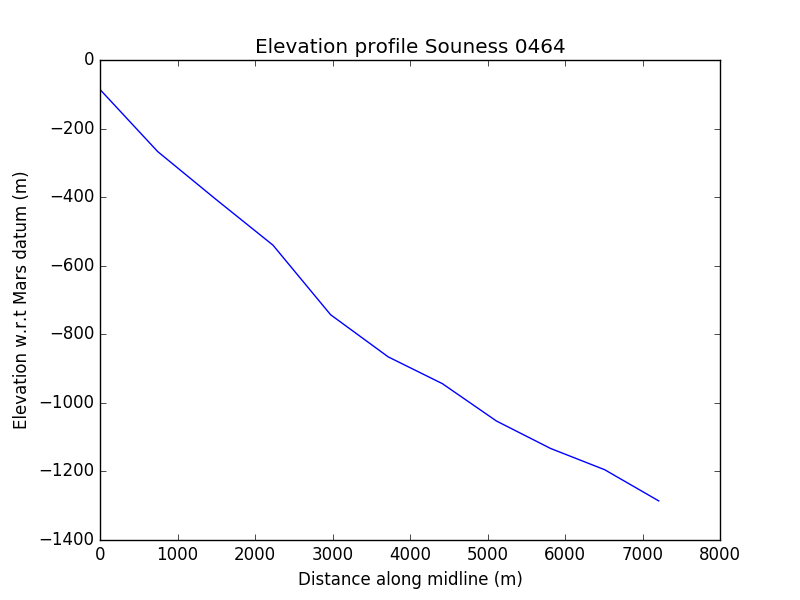 Elevation profile Souness 0464
0
−200
−400
−600
−800
−1000
−1200
−1400
Elevation w.r.t Mars datum (m)
0 1000 2000 3000 4000 5000 6000 7000 8000
Distance along midline (m)